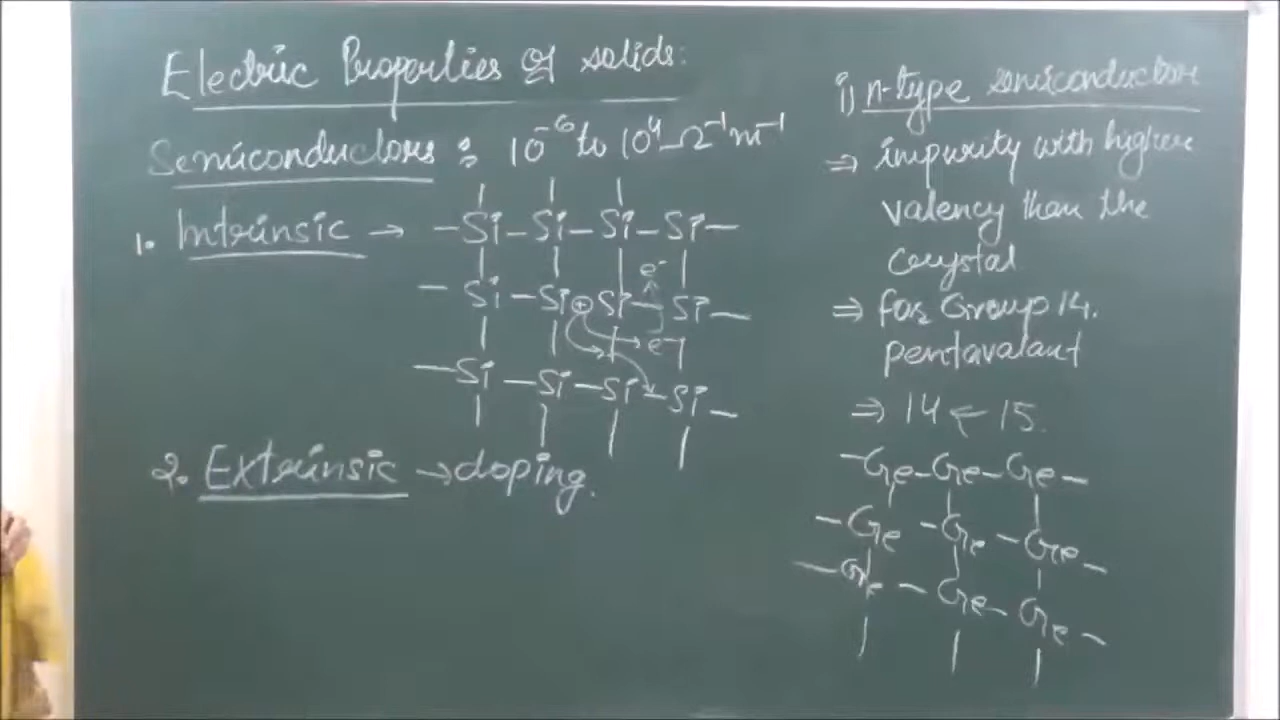 Electric Properties of solids:
Semiconductors : 10⁻⁶ to 10⁴ Ω⁻¹m⁻¹
1. Intrinsic →
-Si-Si-Si-Si-
e⁻
-Si-Si⊕Si-Si-
e⁻
-Si-Si-Si-Si-
2. Extrinsic → doping.
i) n-type semiconductor
⇒ impurity with higher
valency than the
crystal
⇒ for Group 14.
pentavalant
⇒ 14 ← 15.
-Ge-Ge-Ge-
-Ge-Ge-Ge-
-Ge-Ge-Ge-